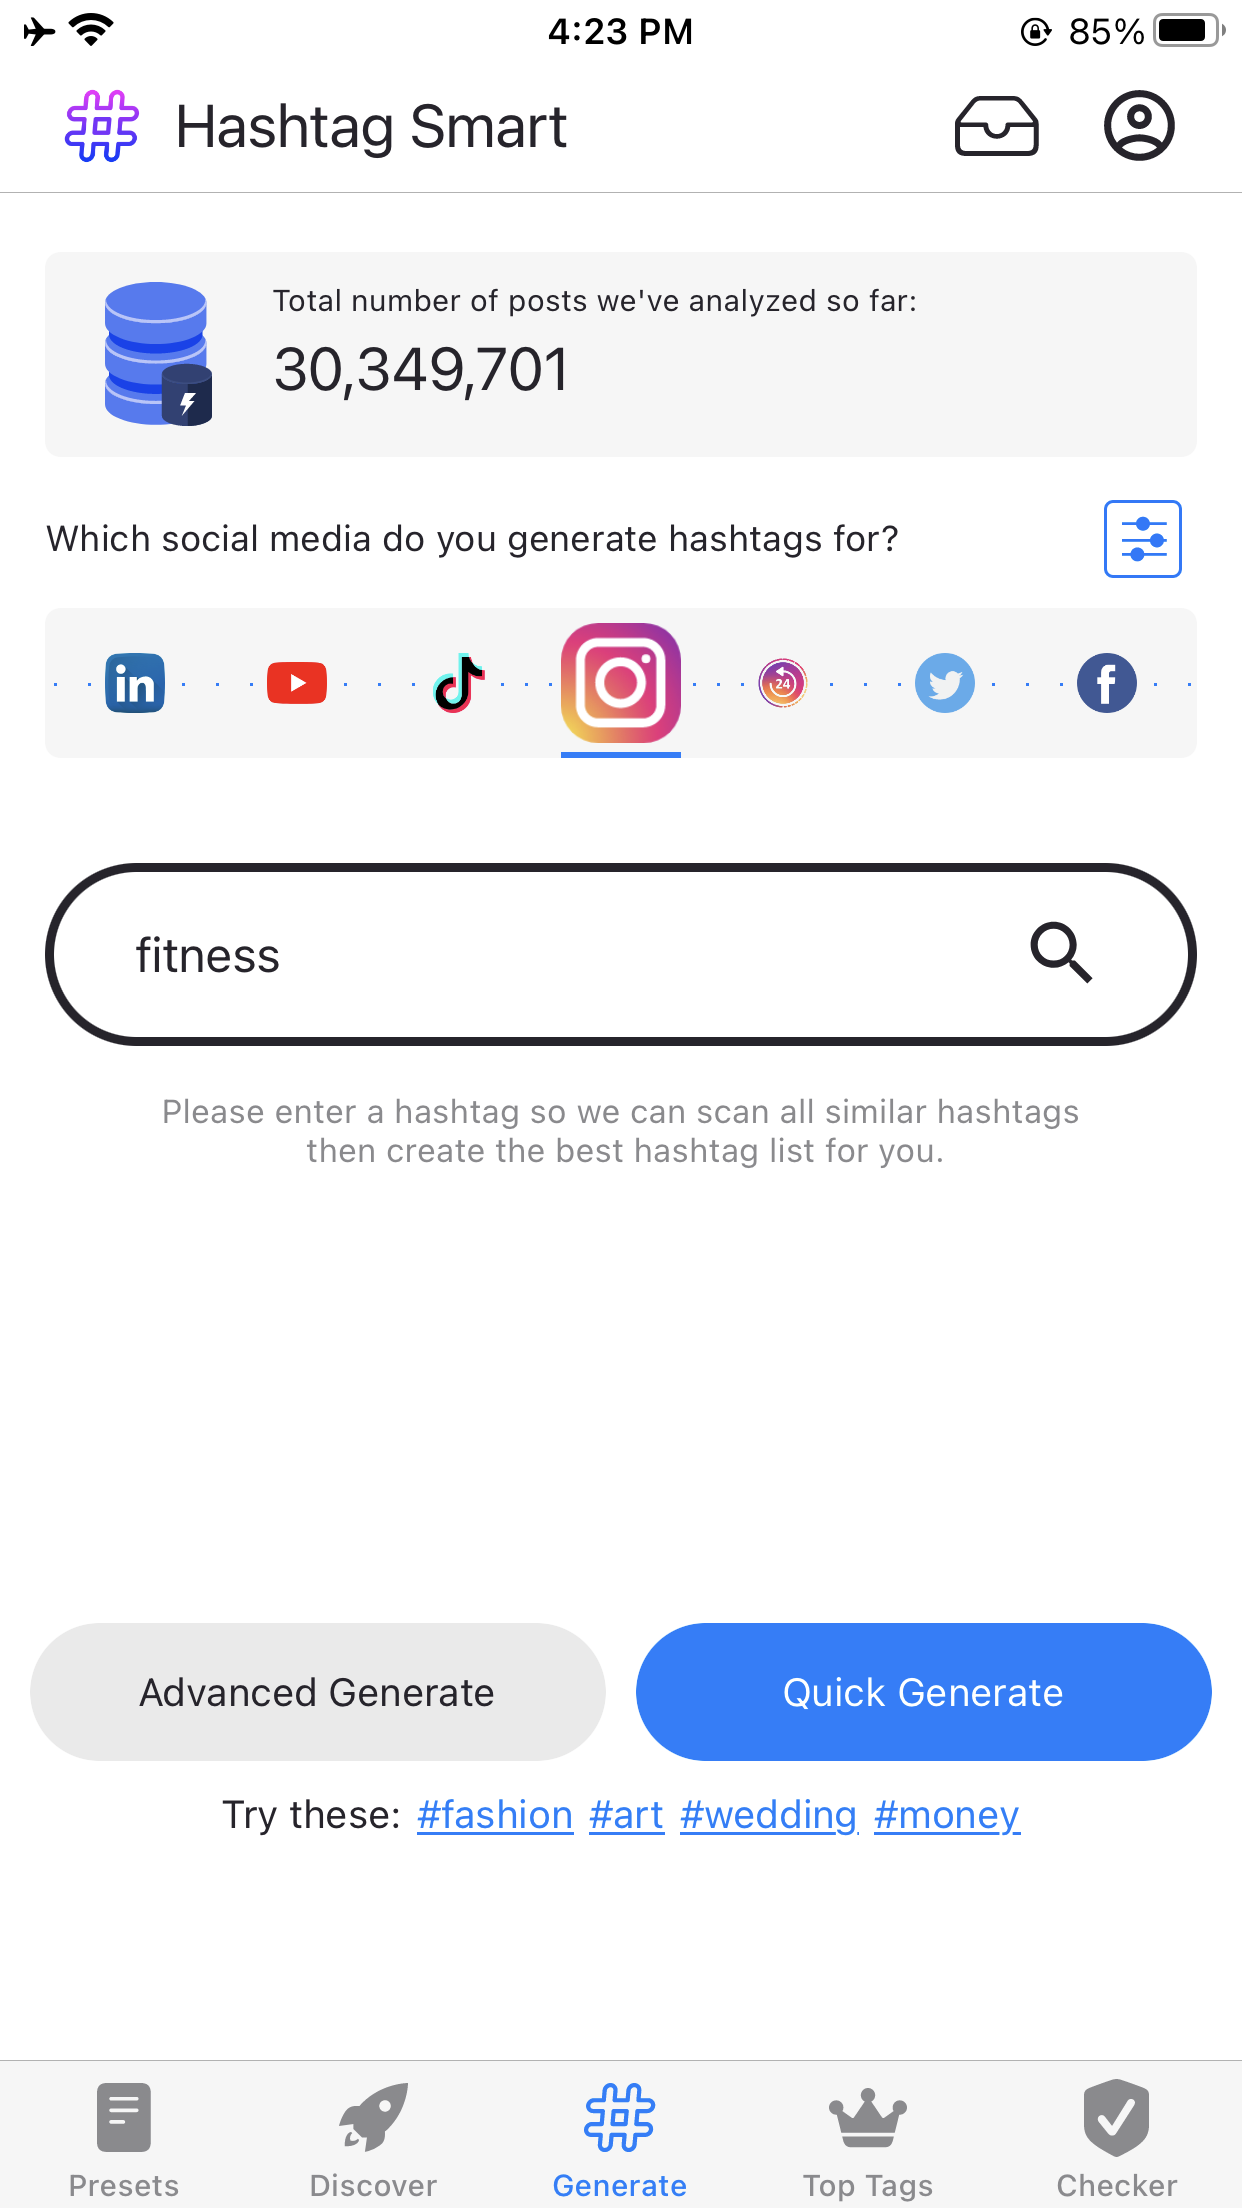 4:23 PM
85%
Hashtag Smart
Total number of posts we've analyzed so far:
30,349,701
Which social media do you generate hashtags for?
in
24
f
fitness
Please enter a hashtag so we can scan all similar hashtags
then create the best hashtag list for you.
Advanced Generate
Quick Generate
Try these: #fashion #art #wedding #money
Presets
Discover
Generate
Top Tags
Checker